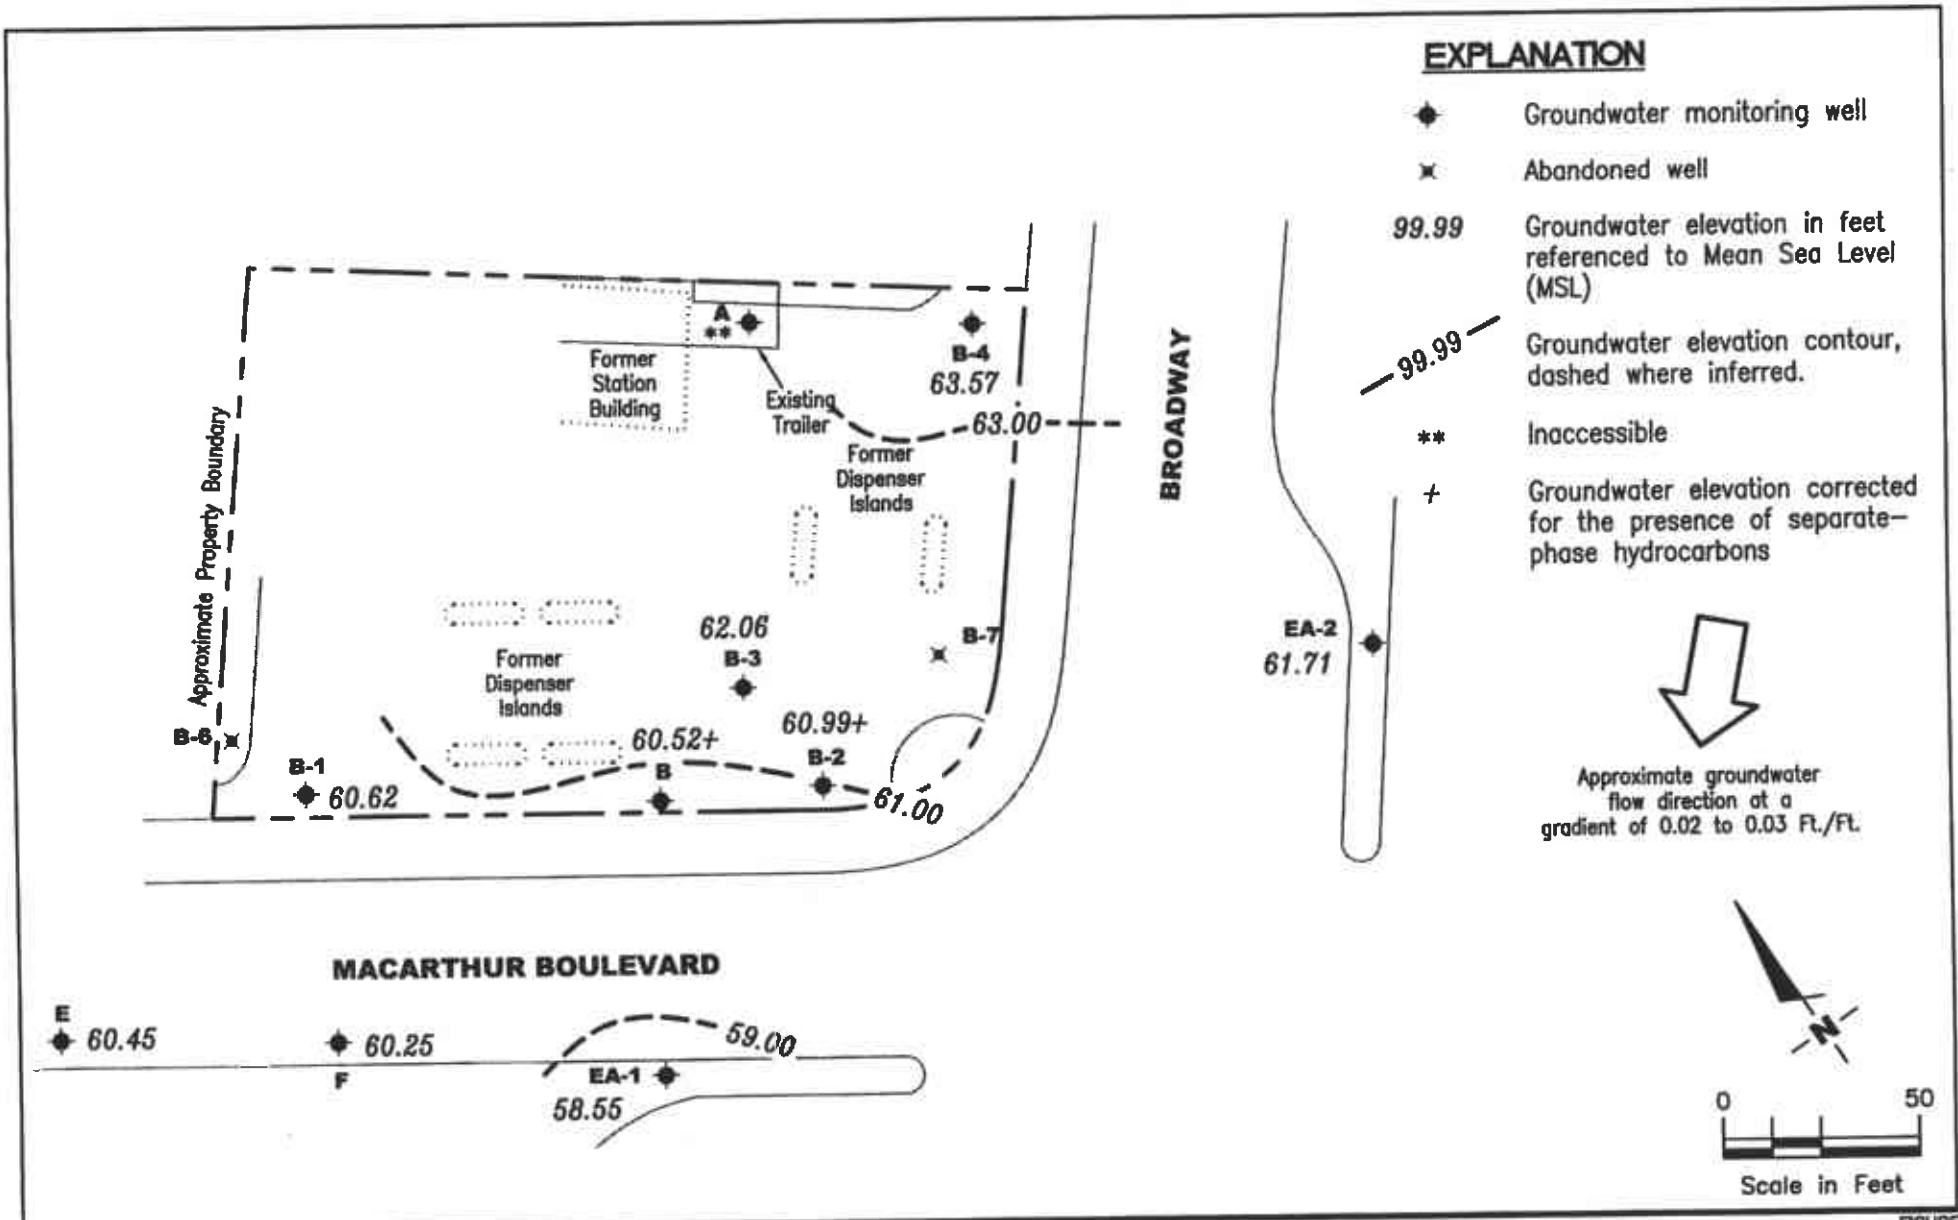 EXPLANATION
Groundwater monitoring well
Abandoned well
99.99
Groundwater elevation in feet
referenced to Mean Sea Level
(MSL)
99.99
Groundwater elevation contour,
dashed where inferred.
**
Inaccessible
+
Groundwater elevation corrected
for the presence of separate-
phase hydrocarbons
Approximate groundwater
flow direction at a
gradient of 0.02 to 0.03 Ft./Ft.
N
0 50
Scale in Feet
A
**
Former
Station
Building
Existing
Trailer
B-4
63.57
63.00
Former
Dispenser
Islands
BROADWAY
Approximate Property Boundary
62.06
B-3
B-7
EA-2
61.71
Former
Dispenser
Islands
B-6
B-1
60.62
60.52+
B
60.99+
B-2
61.00
MACARTHUR BOULEVARD
E
60.45
60.25
F
59.00
EA-1
58.55